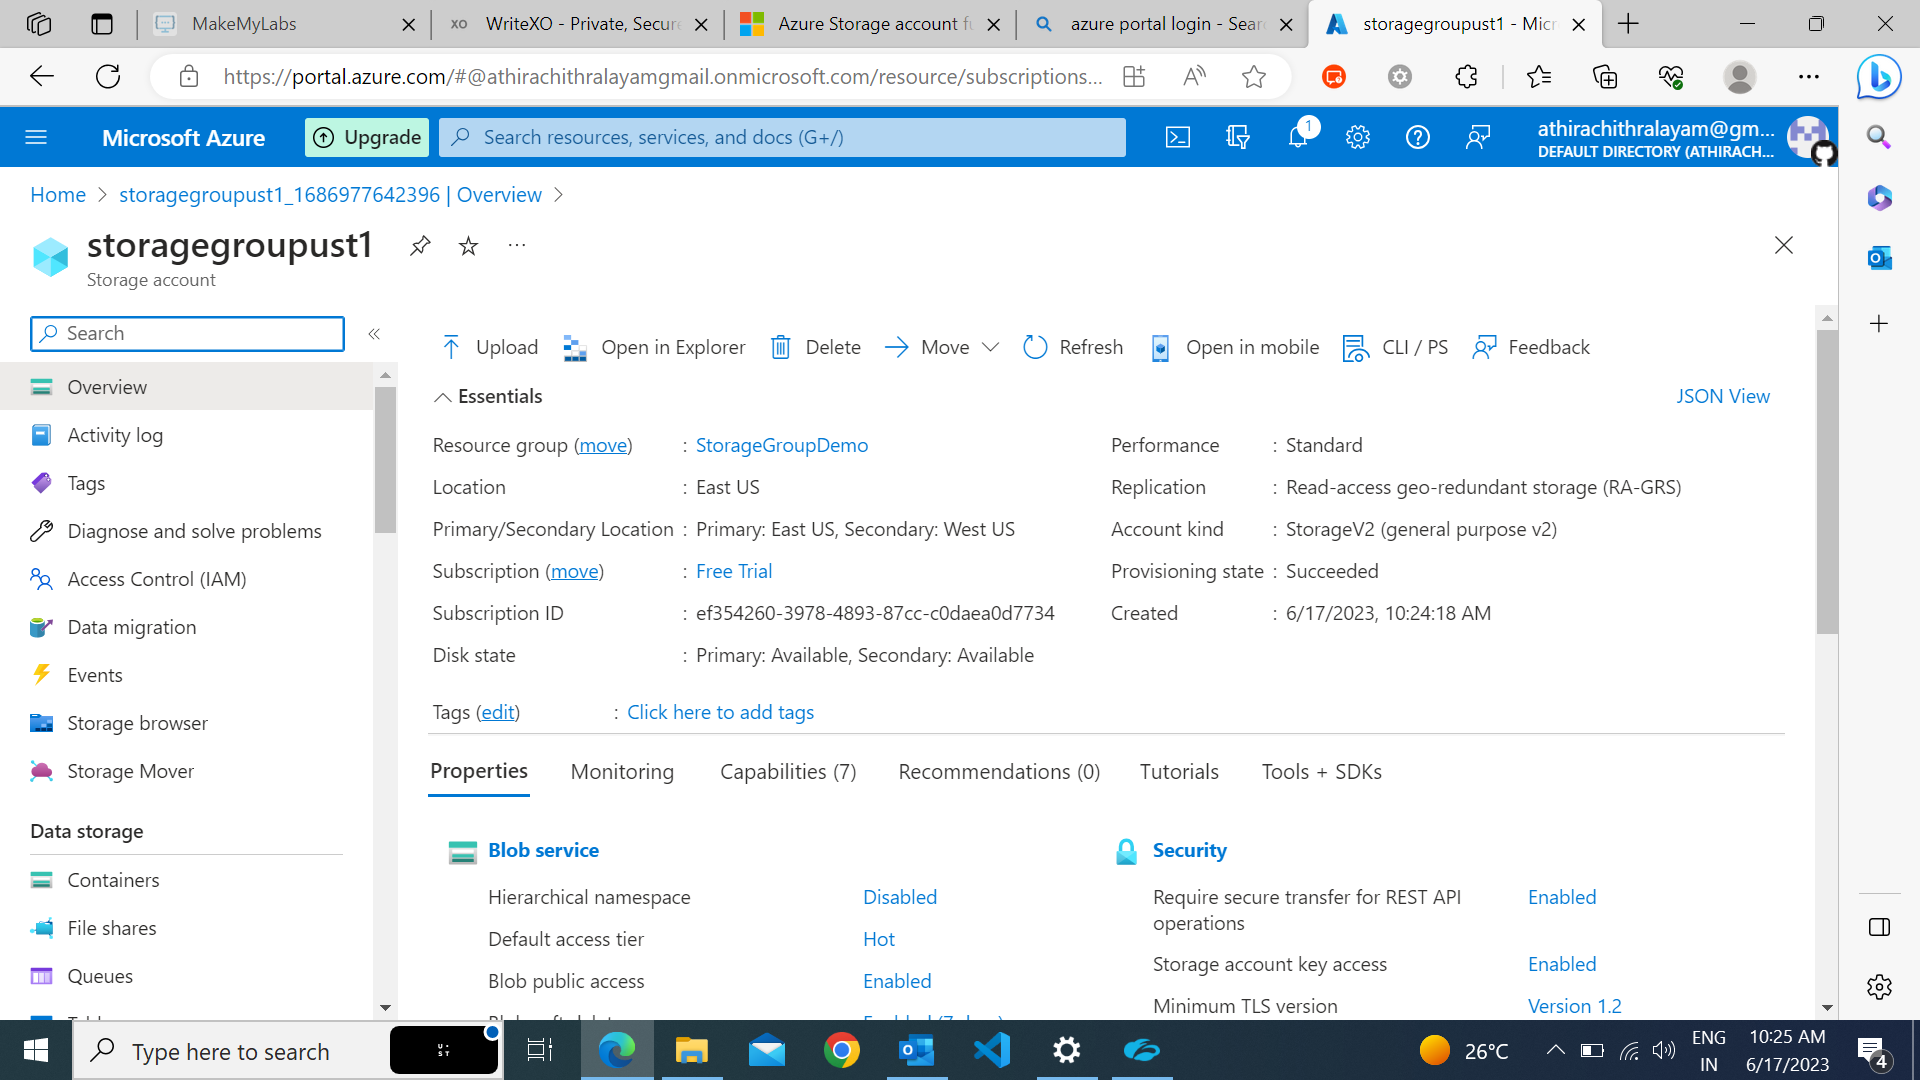 MakeMyLabs
XO WriteXO - Private, Secure
Azure Storage account fu
azure portal login - Sear
storagegroupust1 - Micr
https://portal.azure.com/#@athirachithralayamgmail.onmicrosoft.com/resource/subscriptions...
Microsoft Azure
Upgrade
Search resources, services, and docs (G+/)
1
athirachithralayam@gm...
DEFAULT DIRECTORY (ATHIRACH...
Home > storagegroupust1_1686977642396 | Overview >
storagegroupust1
Storage account
Search
Upload Open in Explorer Delete Move Refresh Open in mobile CLI / PS Feedback
Overview
Activity log
Tags
Diagnose and solve problems
Access Control (IAM)
Data migration
Events
Storage browser
Storage Mover
Data storage
Containers
File shares
Queues
Essentials
JSON View
Resource group (move) : StorageGroupDemo
Location : East US
Primary/Secondary Location : Primary: East US, Secondary: West US
Subscription (move) : Free Trial
Subscription ID : ef354260-3978-4893-87cc-c0daea0d7734
Disk state : Primary: Available, Secondary: Available
Performance : Standard
Replication : Read-access geo-redundant storage (RA-GRS)
Account kind : StorageV2 (general purpose v2)
Provisioning state : Succeeded
Created : 6/17/2023, 10:24:18 AM
Tags (edit) : Click here to add tags
Properties Monitoring Capabilities (7) Recommendations (0) Tutorials Tools + SDKs
Blob service
Hierarchical namespace Disabled
Default access tier Hot
Blob public access Enabled
Security
Require secure transfer for REST API Enabled
operations
Storage account key access Enabled
Minimum TLS version Version 1.2
Type here to search
U ·
S T
26°C
ENG
IN
10:25 AM
6/17/2023
4